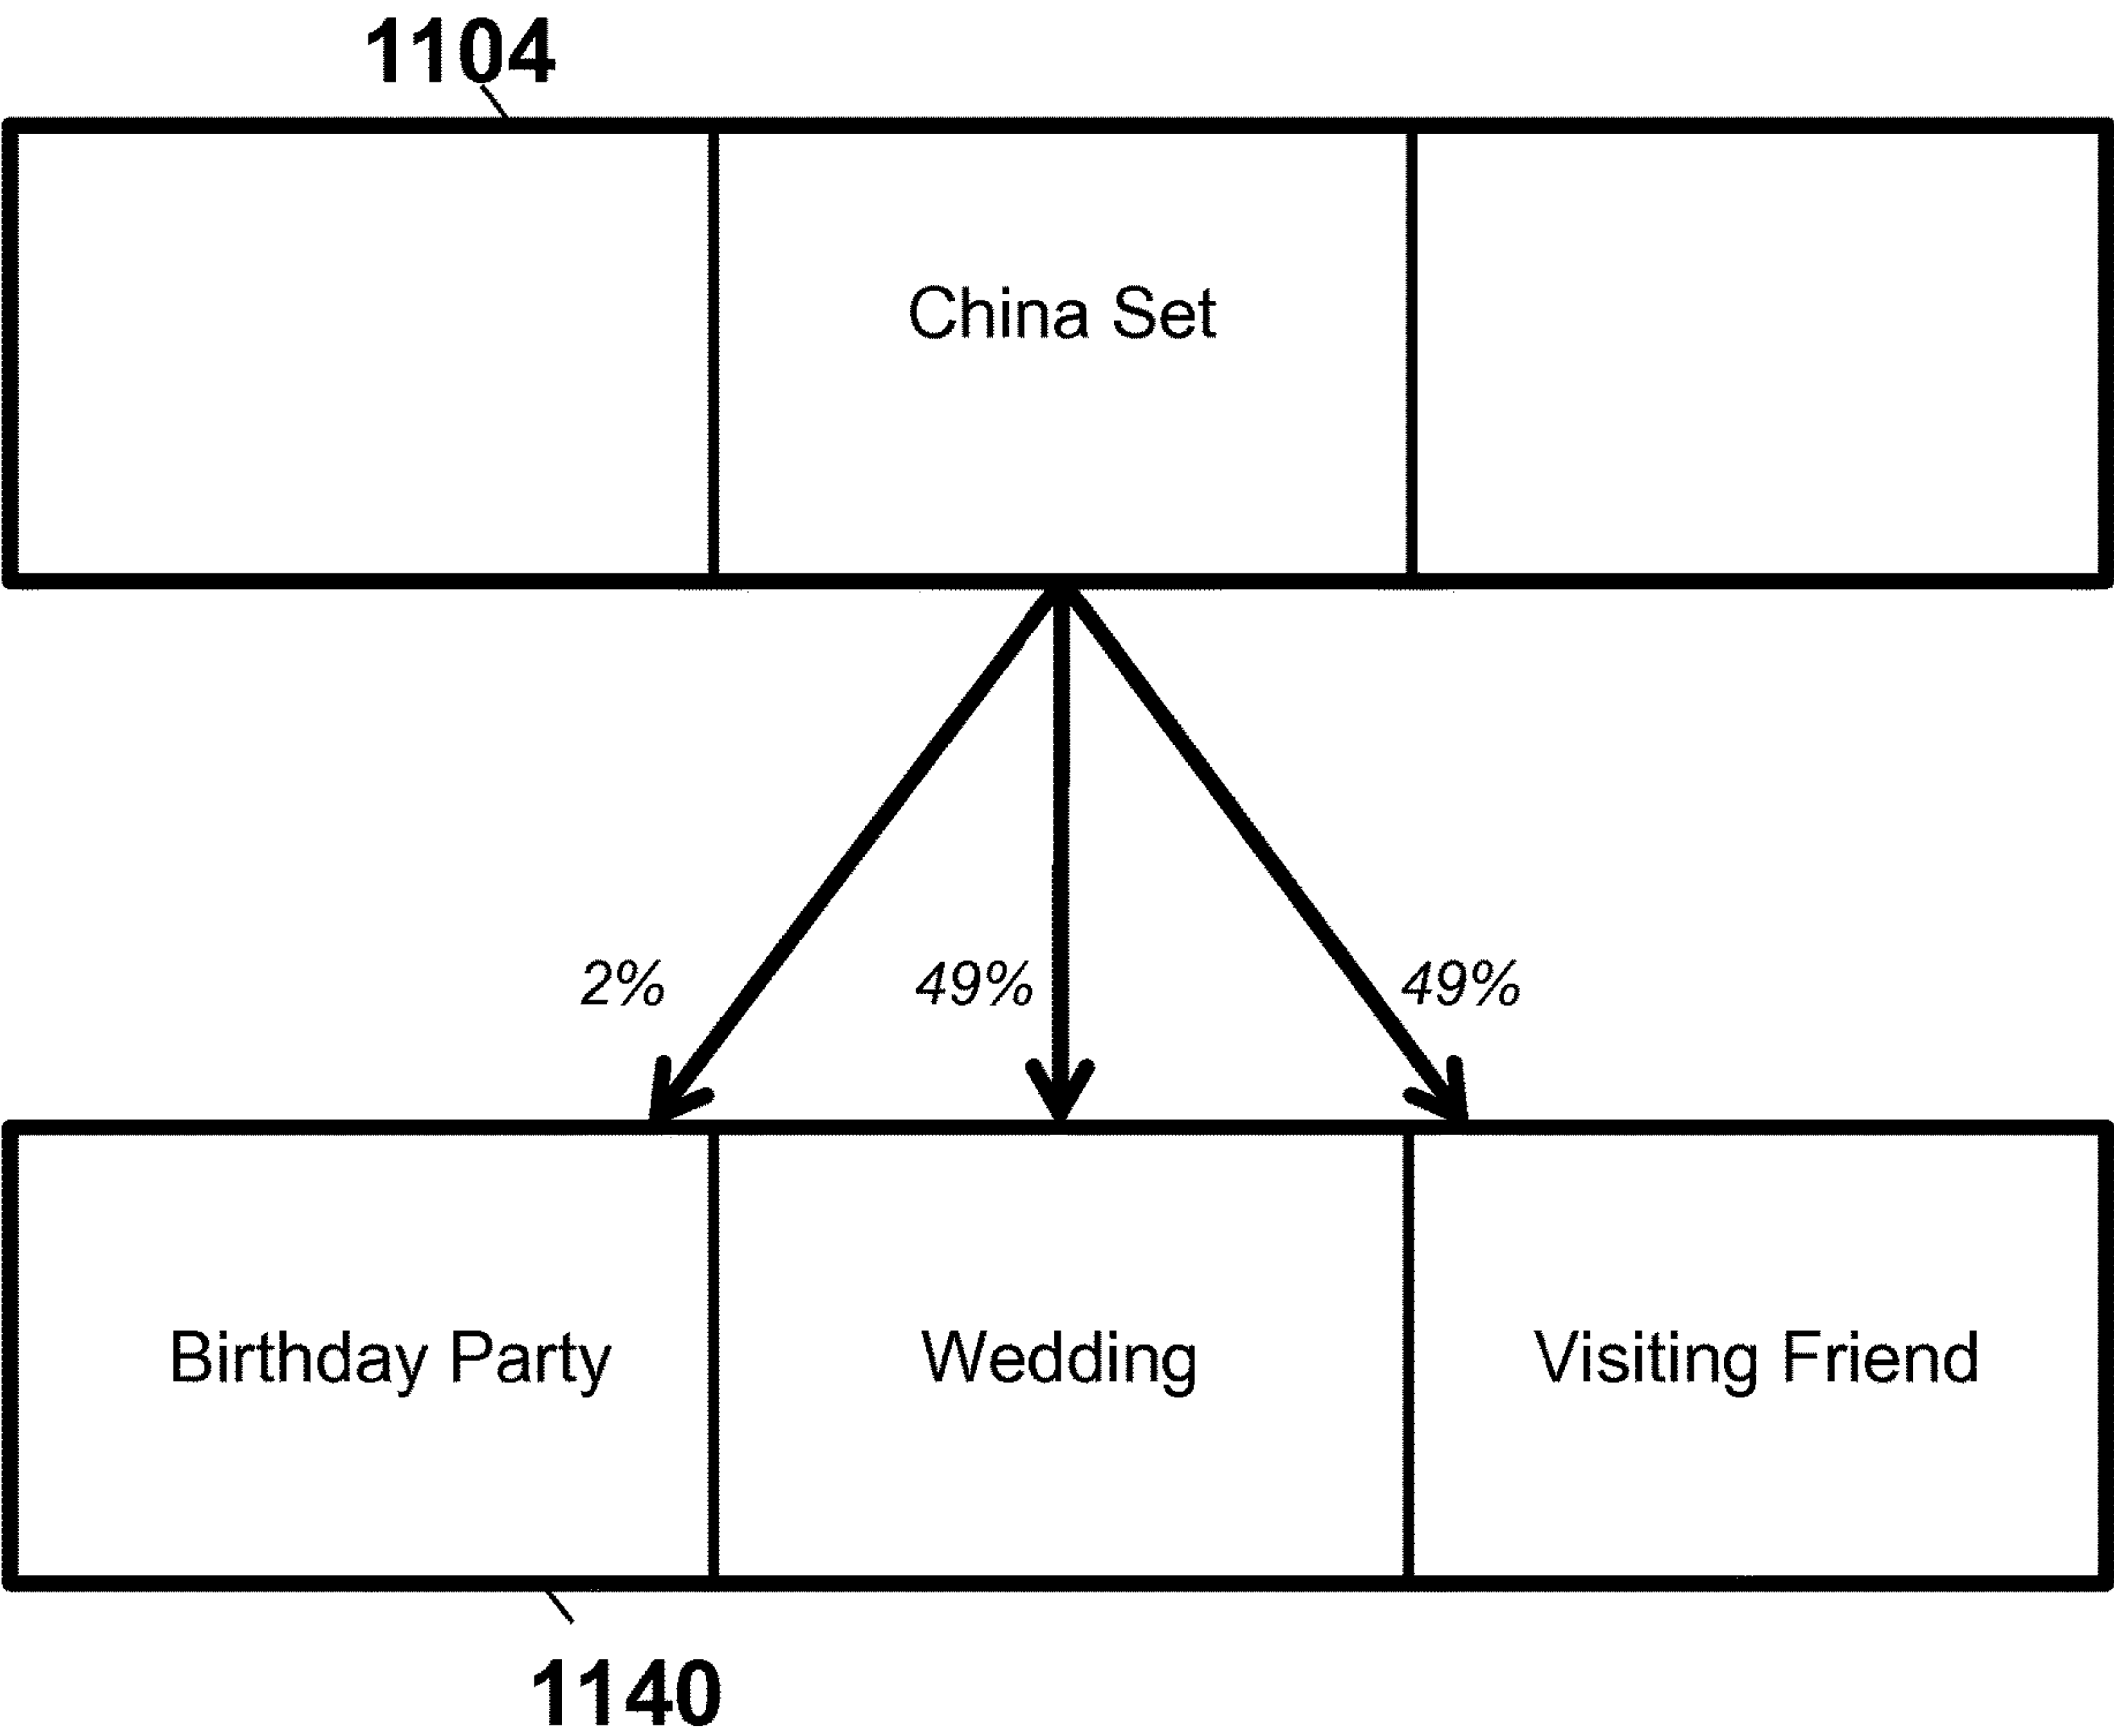 1104
China Set
2%
49%
49%
Birthday Party
Wedding
Visiting Friend
1140